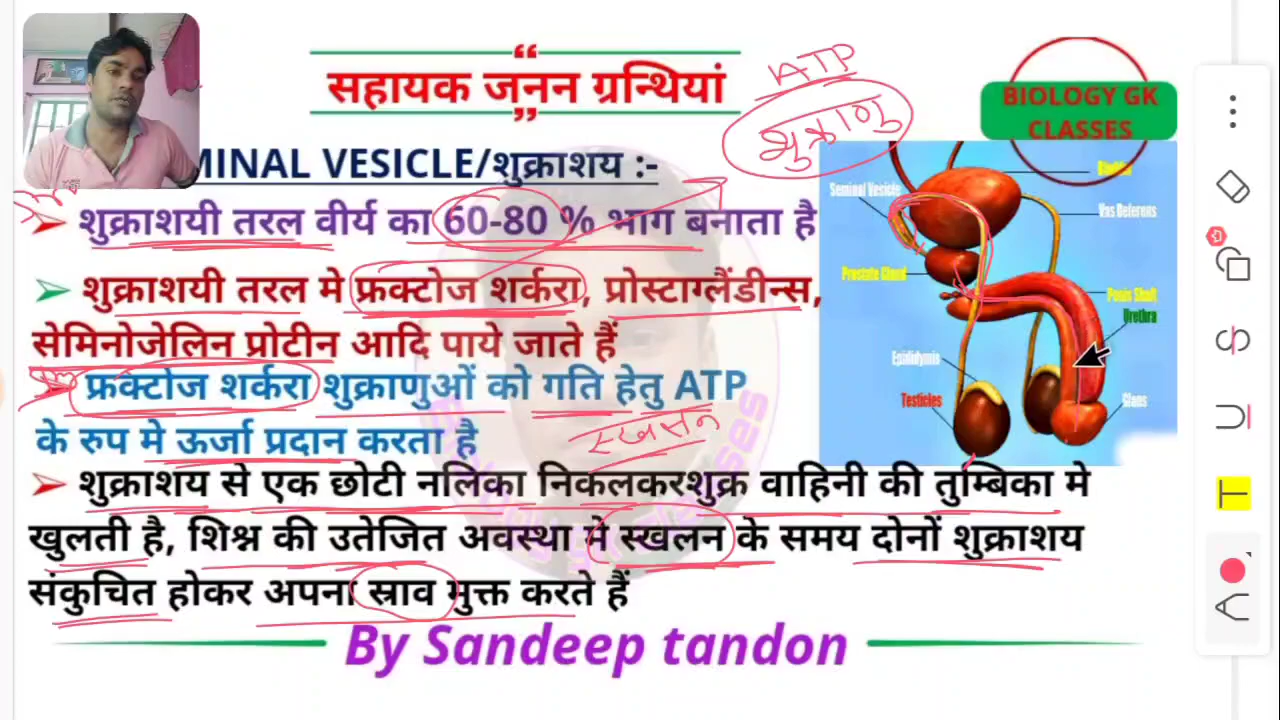 “
सहायक जनन ग्रन्थियां
”
ATP
शुक्राणु
BIOLOGY GK
CLASSES
MINAL VESICLE/शुक्राशय :-
शुक्राशयी तरल वीर्य का 60-80 % भाग बनाता है
शुक्राशयी तरल मे फ्रक्टोज शर्करा, प्रोस्टाग्लैंडीन्स,
सेमिनोजेलिन प्रोटीन आदि पाये जाते हैं
फ्रक्टोज शर्करा शुक्राणुओं को गति हेतु ATP
के रुप मे ऊर्जा प्रदान करता है
स्खलन
शुक्राशय से एक छोटी नलिका निकलकरशुक्र वाहिनी की तुम्बिका मे
खुलती है, शिश्न की उतेजित अवस्था मे स्खलन के समय दोनों शुक्राशय
संकुचित होकर अपना स्राव मुक्त करते हैं
By Sandeep tandon
Seminal Vesicle
Vas Deferens
Prostate Gland
Penis Shaft
Urethra
Epididymis
Testicles
Glans